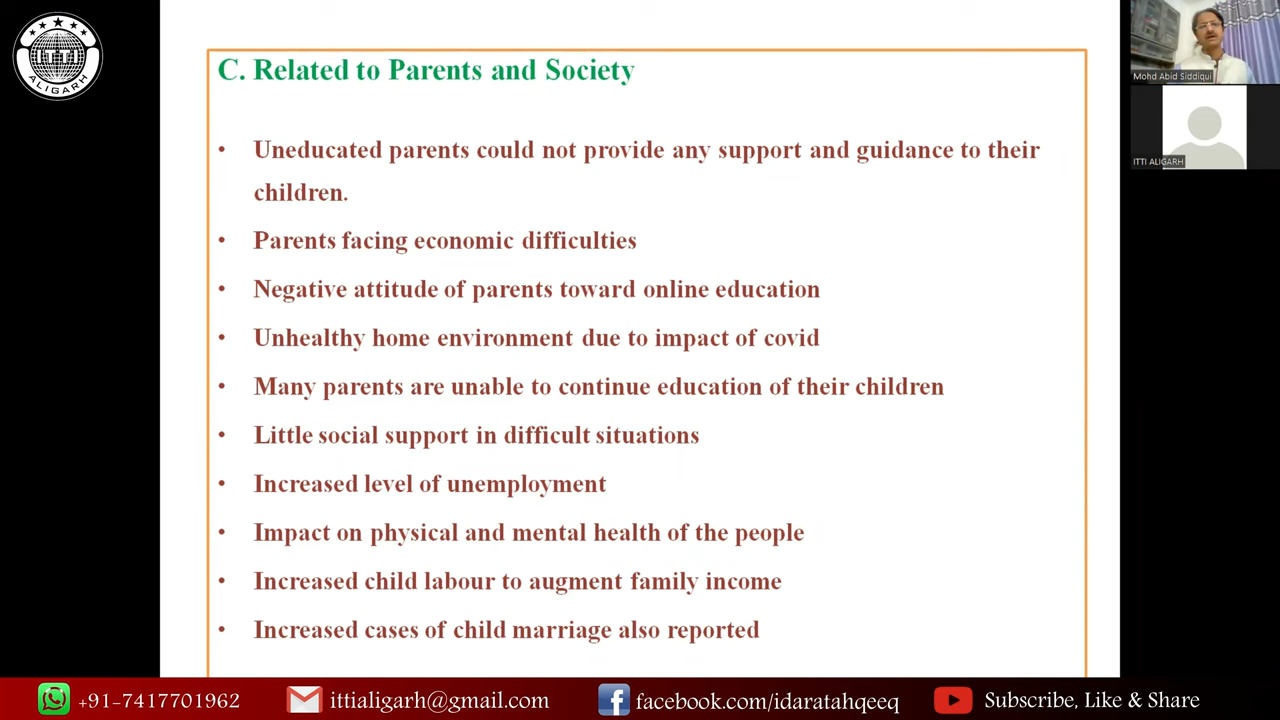 ITTI
ALIGARH
C. Related to Parents and Society
• Uneducated parents could not provide any support and guidance to their
children.
• Parents facing economic difficulties
• Negative attitude of parents toward online education
• Unhealthy home environment due to impact of covid
• Many parents are unable to continue education of their children
• Little social support in difficult situations
• Increased level of unemployment
• Impact on physical and mental health of the people
• Increased child labour to augment family income
• Increased cases of child marriage also reported
Mohd Abid Siddiqui
ITTI ALIGARH
+91-7417701962
ittialigarh@gmail.com
facebook.com/idaratahqeeq
Subscribe, Like & Share